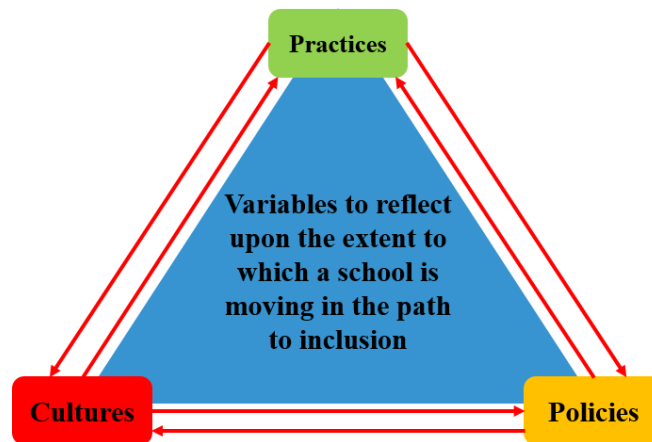 Practices
Variables to reflect
upon the extent to
which a school is
moving in the path
to inclusion
Cultures
Policies